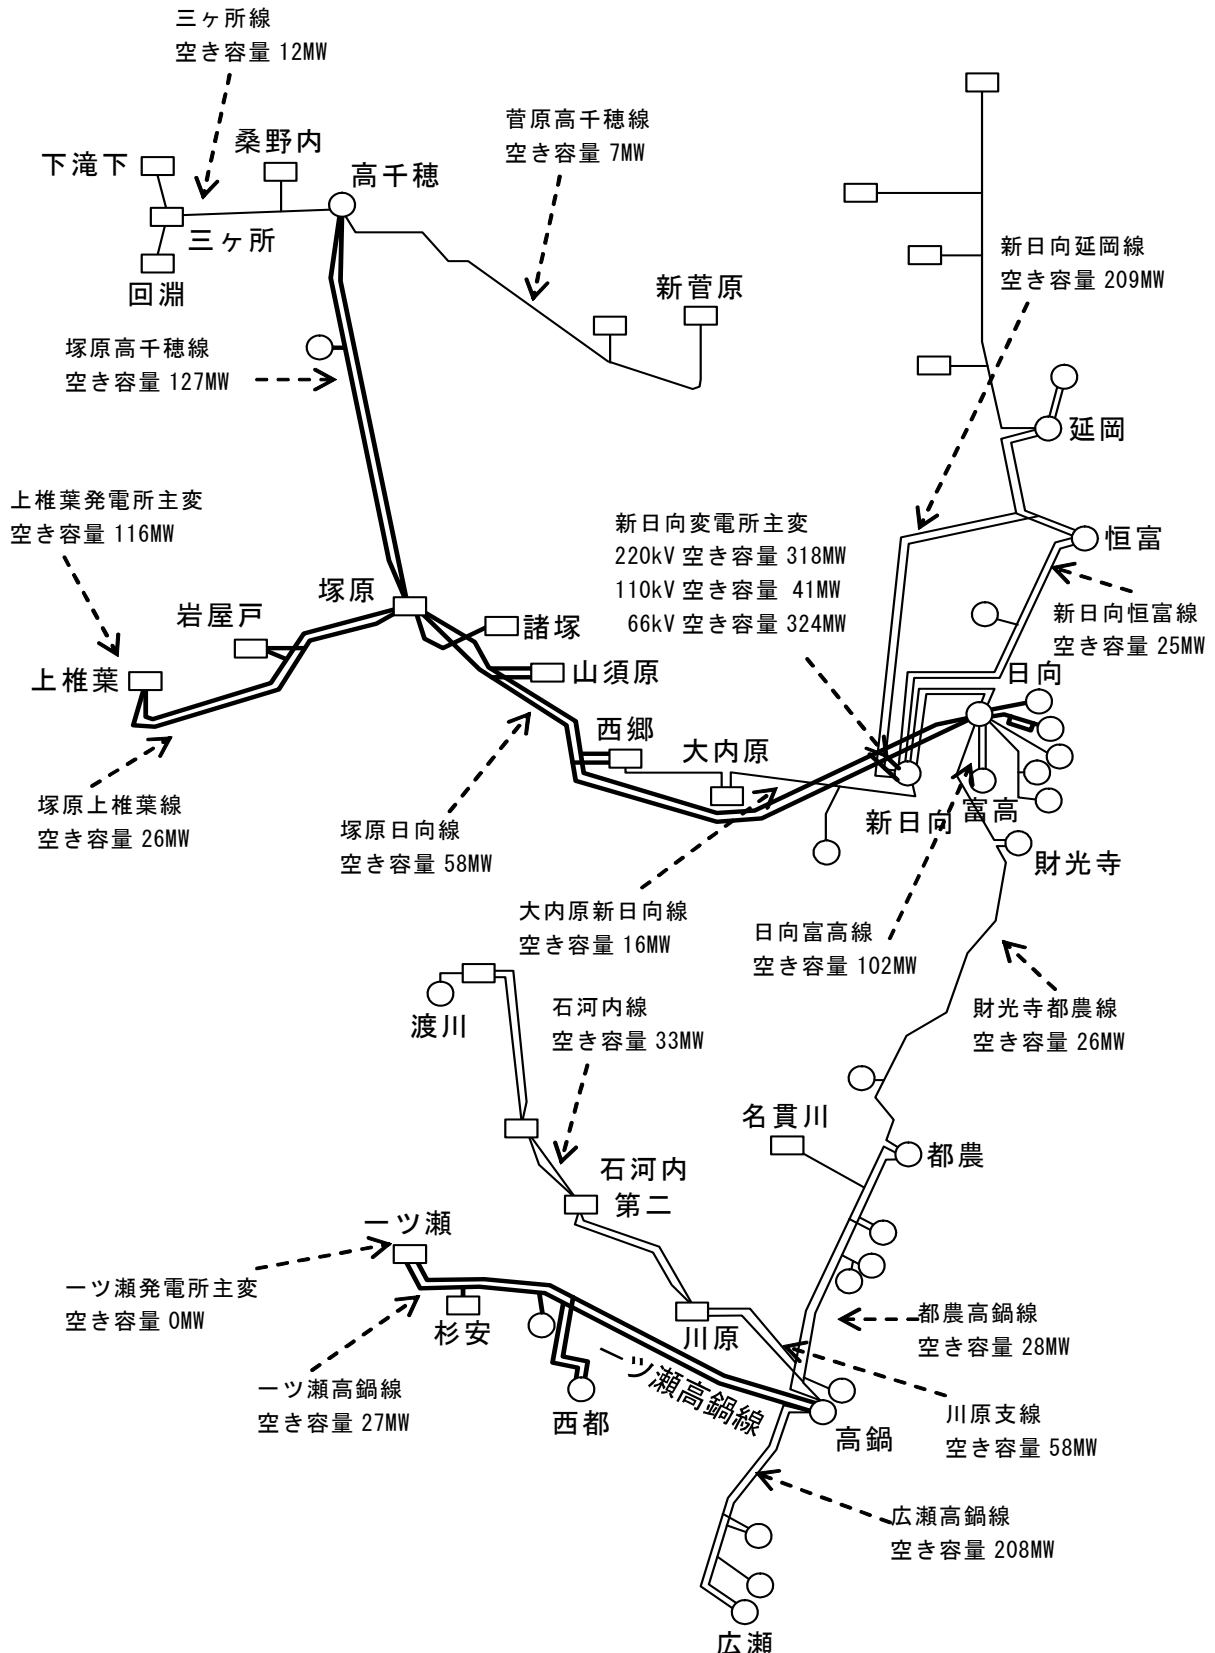 三ヶ所線
空き容量 12MW
菅原高千穂線
空き容量 7MW
桑野内
下滝下
高千穂
三ヶ所
回淵
新菅原
新日向延岡線
空き容量 209MW
塚原高千穂線
空き容量 127MW
延岡
上椎葉発電所主変
空き容量 116MW
新日向変電所主変
220kV 空き容量 318MW
110kV 空き容量 41MW
66kV 空き容量 324MW
恒富
塚原
岩屋戸
諸塚
新日向恒富線
空き容量 25MW
上椎葉
山須原
日向
西郷
大内原
塚原上椎葉線
空き容量 26MW
塚原日向線
空き容量 58MW
新日向
富高
財光寺
大内原新日向線
空き容量 16MW
日向富高線
空き容量 102MW
渡川
石河内線
空き容量 33MW
財光寺都農線
空き容量 26MW
名貫川
都農
石河内
第二
一ツ瀬
一ツ瀬発電所主変
空き容量 0MW
杉安
川原
都農高鍋線
空き容量 28MW
一ツ瀬高鍋線
一ツ瀬高鍋線
空き容量 27MW
西都
高鍋
川原支線
空き容量 58MW
広瀬高鍋線
空き容量 208MW
広瀬